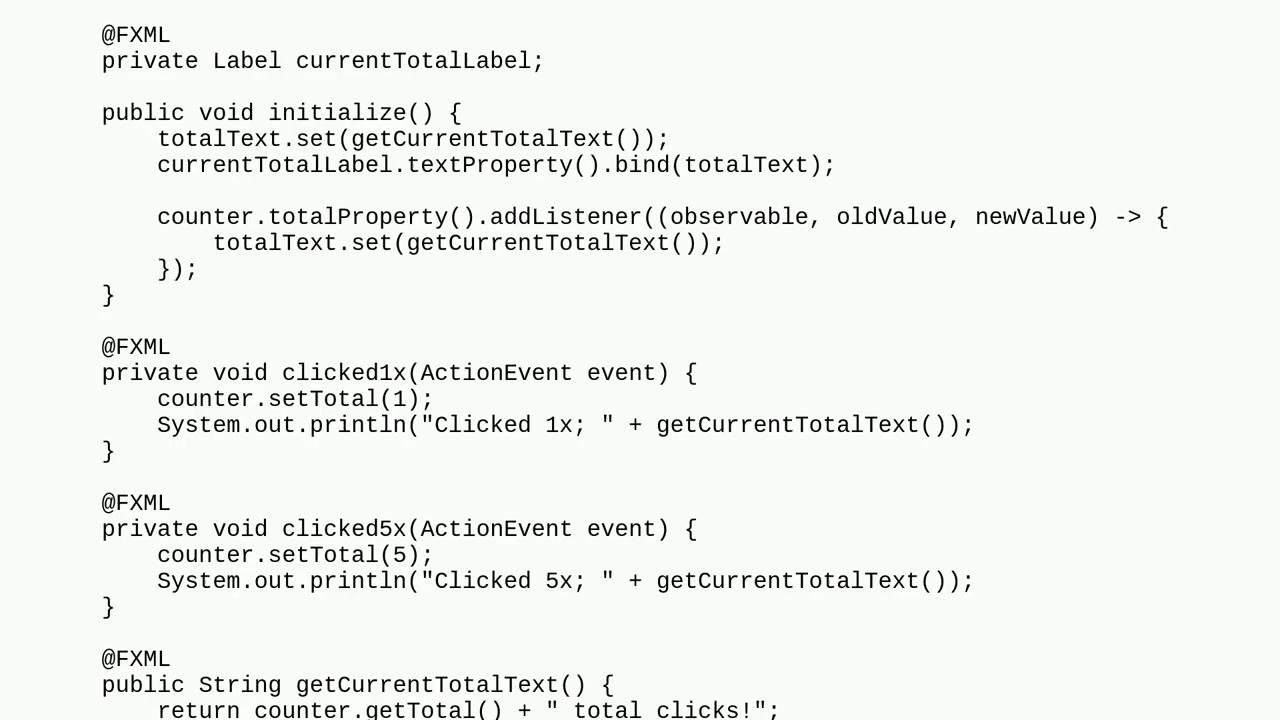 @FXML
private Label currentTotalLabel;
public void initialize() {
totalText.set(getCurrentTotalText());
currentTotalLabel.textProperty().bind(totalText);
counter.totalProperty().addListener((observable, oldValue, newValue) -> {
totalText.set(getCurrentTotalText());
});
}
@FXML
private void clicked1x(ActionEvent event) {
counter.setTotal(1);
System.out.println("Clicked 1x; " + getCurrentTotalText());
}
@FXML
private void clicked5x(ActionEvent event) {
counter.setTotal(5);
System.out.println("Clicked 5x; " + getCurrentTotalText());
}
@FXML
public String getCurrentTotalText() {
return counter.getTotal() + " total clicks!";